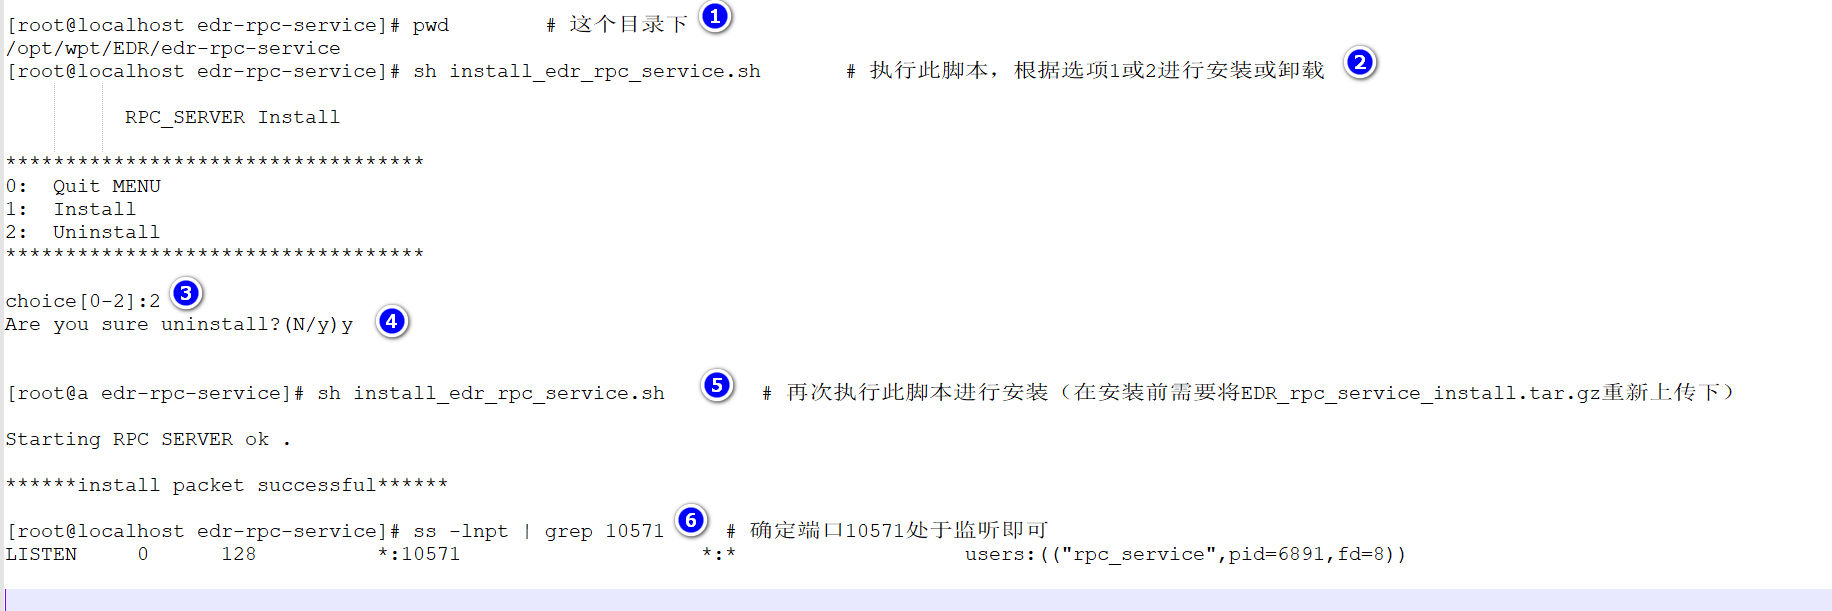 [root@localhost edr-rpc-service]# pwd        # 这个目录下 1
/opt/wpt/EDR/edr-rpc-service
[root@localhost edr-rpc-service]# sh install_edr_rpc_service.sh       # 执行此脚本，根据选项1或2进行安装或卸载 2
RPC_SERVER Install
***********************************
0:  Quit MENU
1:  Install
2:  Uninstall
***********************************
choice[0-2]:2 3
Are you sure uninstall?(N/y)y 4
[root@a edr-rpc-service]# sh install_edr_rpc_service.sh 5 # 再次执行此脚本进行安装（在安装前需要将EDR_rpc_service_install.tar.gz重新上传下）
Starting RPC SERVER ok .
******install packet successful******
[root@localhost edr-rpc-service]# ss -lnpt | grep 10571 6 # 确定端口10571处于监听即可
LISTEN     0      128          *:10571                    *:*                   users:(("rpc_service",pid=6891,fd=8))